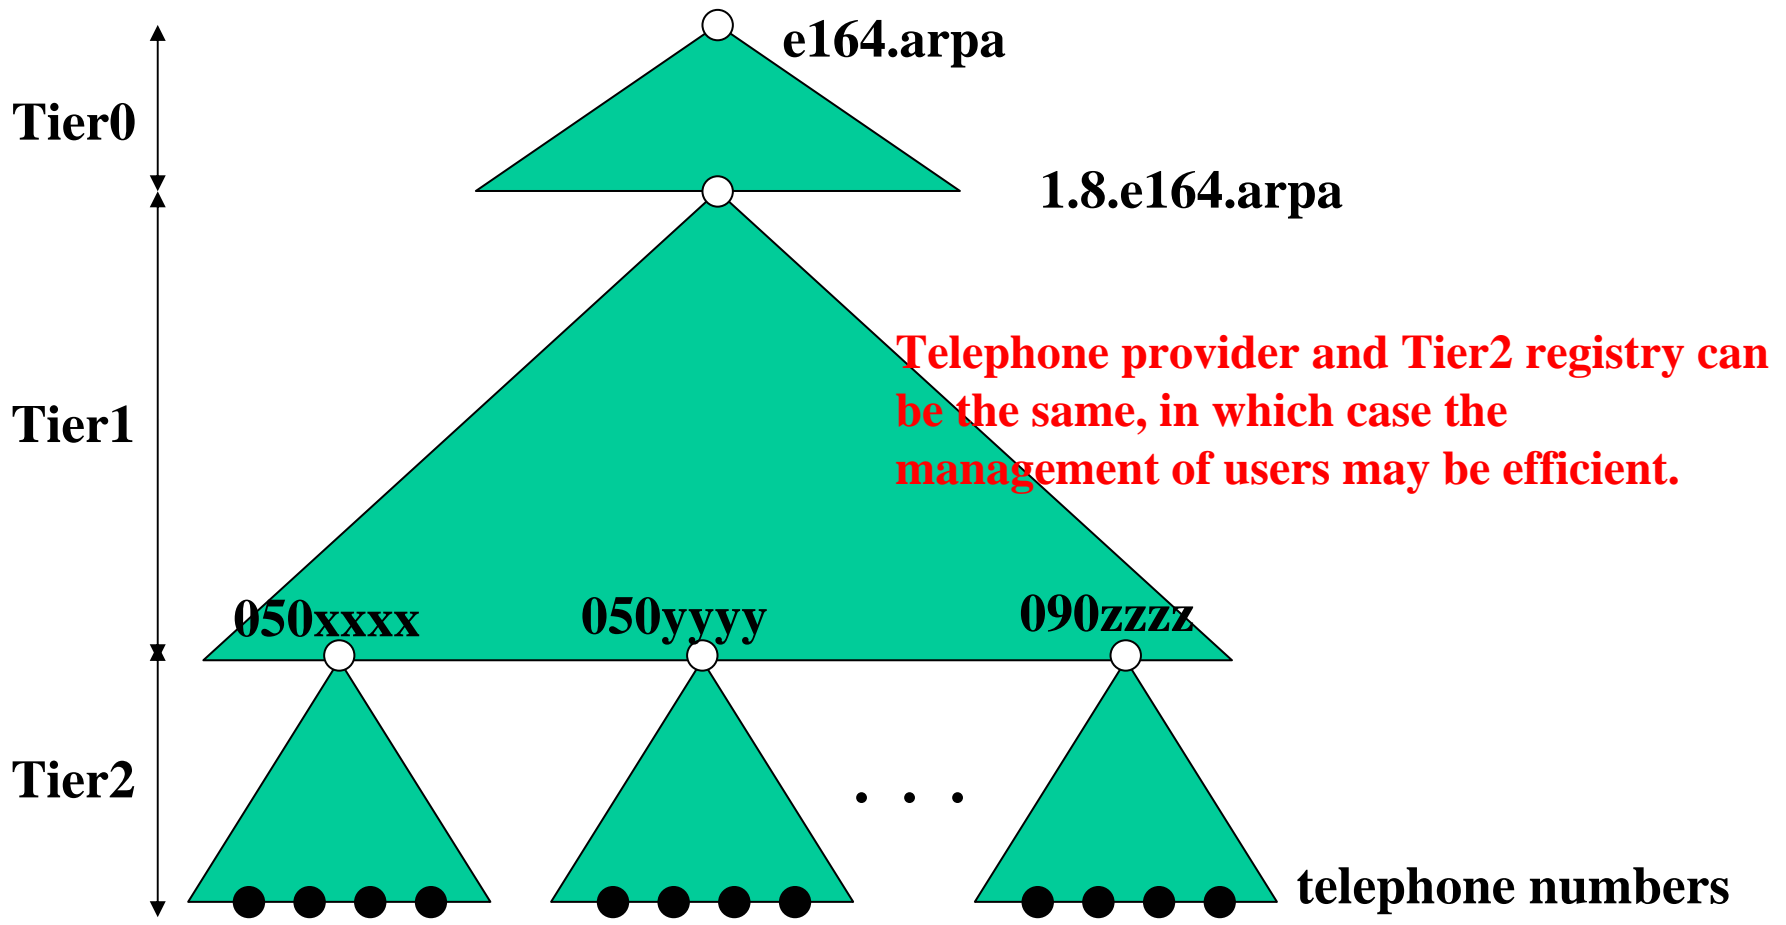 e164.arpa
Tier0
1.8.e164.arpa
Telephone provider and Tier2 registry can
be the same, in which case the
management of users may be efficient.
Tier1
050xxxx
050yyyy
090zzzz
Tier2
. . .
telephone numbers